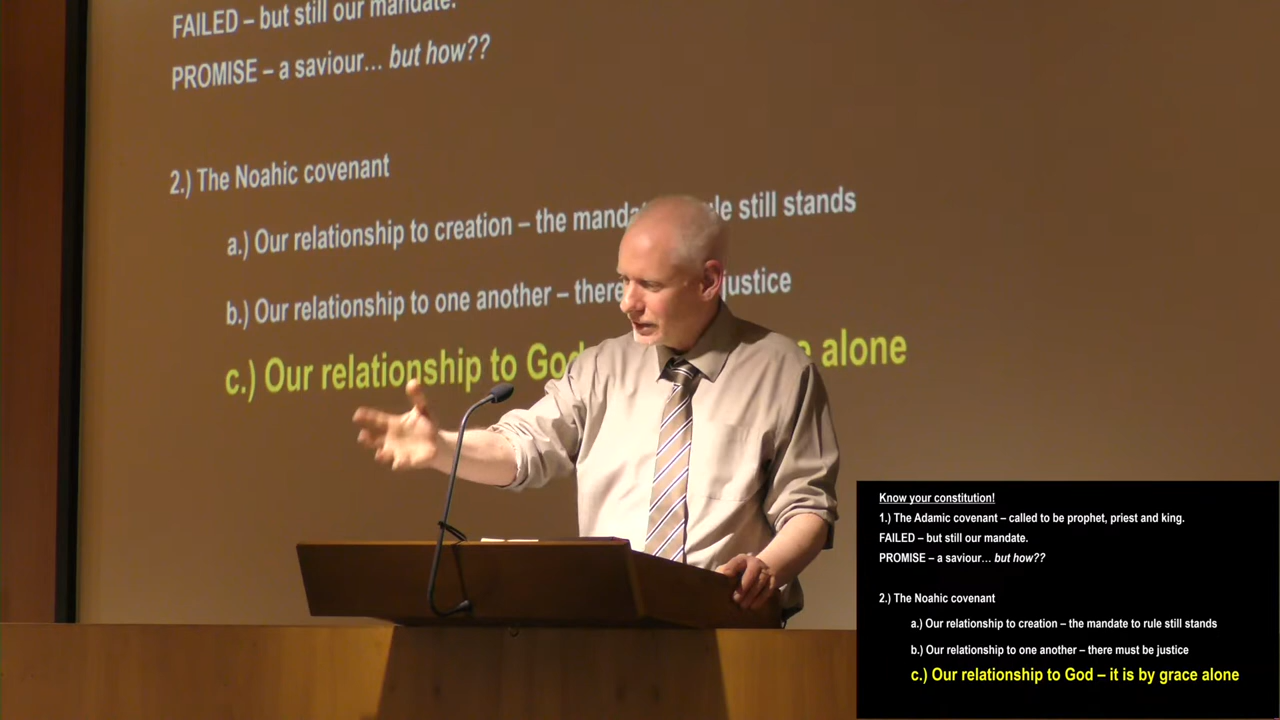 FAILED – but still our mandate.
PROMISE – a saviour… but how??
2.) The Noahic covenant
a.) Our relationship to creation – the manda le still stands
b.) Our relationship to one another – there justice
c.) Our relationship to God e alone
Know your constitution!
1.) The Adamic covenant – called to be prophet, priest and king.
FAILED – but still our mandate.
PROMISE – a saviour… but how??
2.) The Noahic covenant
a.) Our relationship to creation – the mandate to rule still stands
b.) Our relationship to one another – there must be justice
c.) Our relationship to God – it is by grace alone